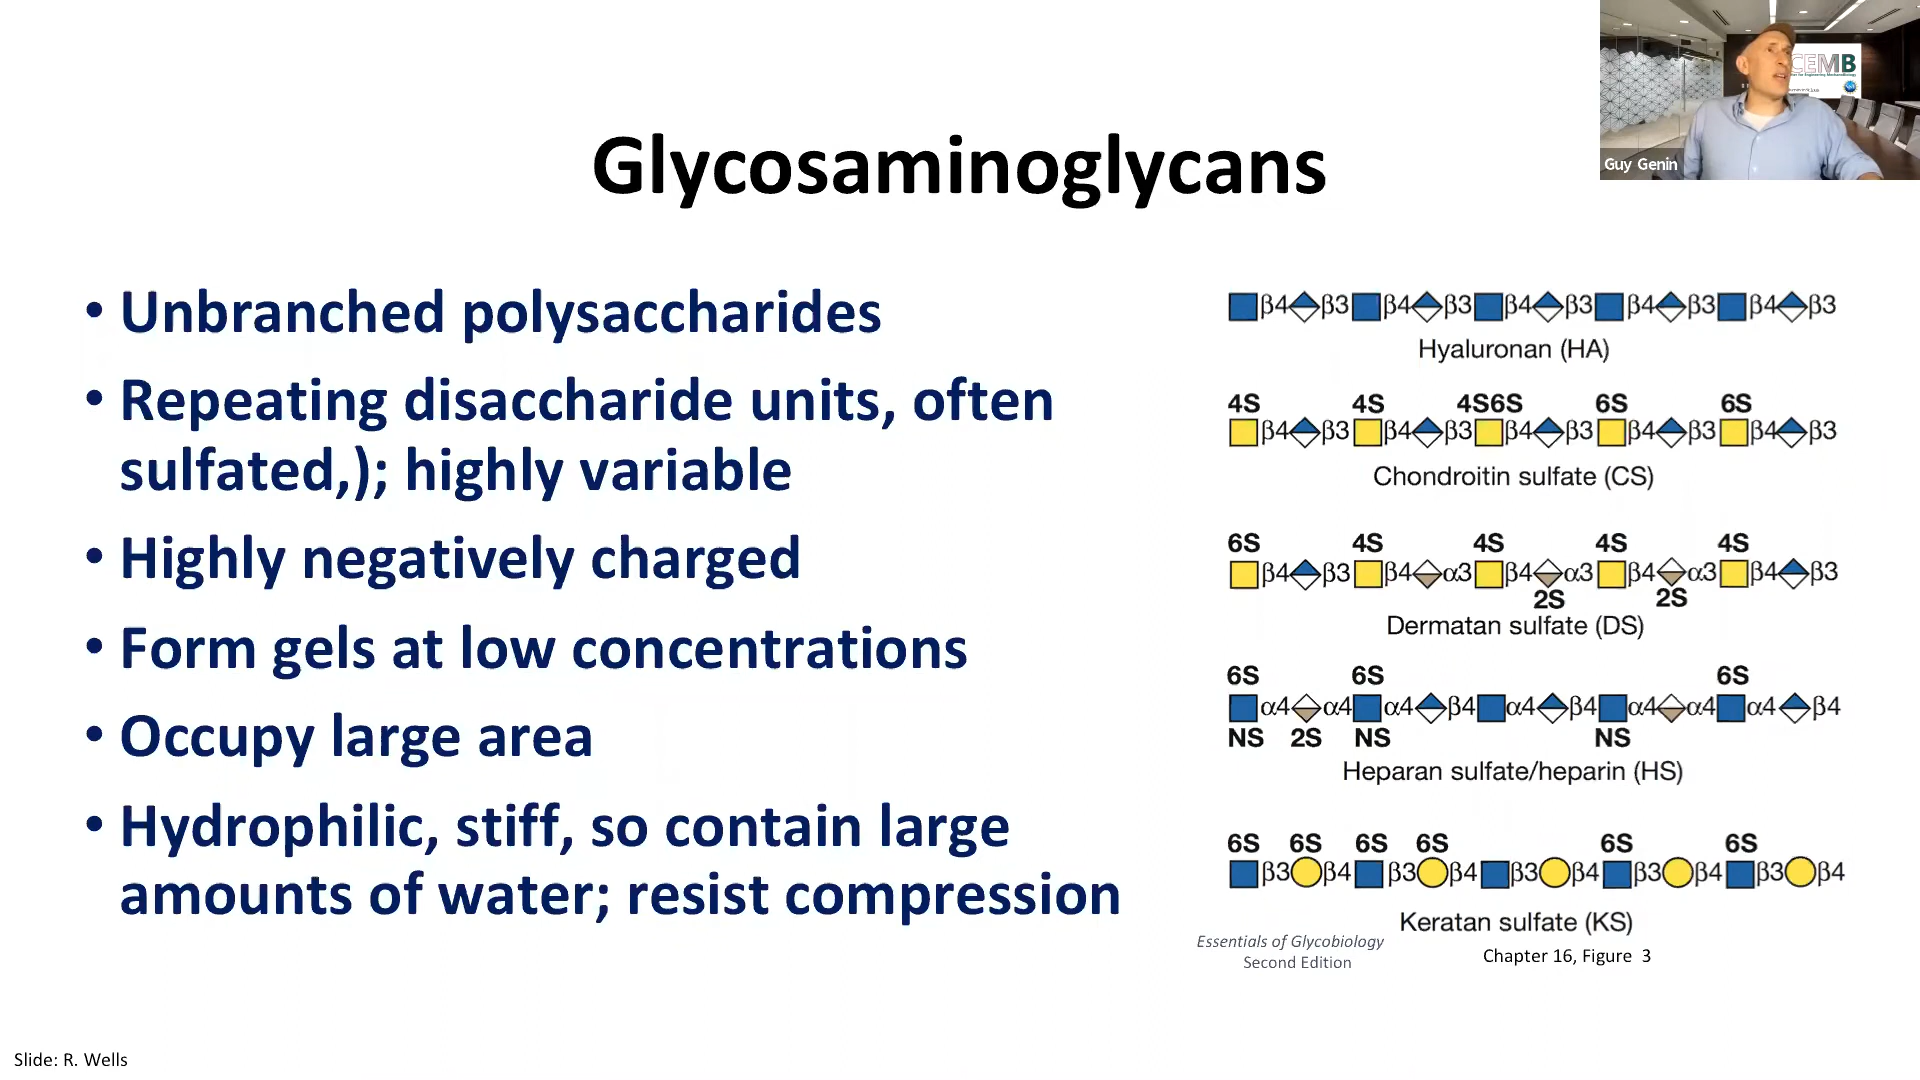 CEMB
Guy Genin
Glycosaminoglycans
• Unbranched polysaccharides
• Repeating disaccharide units, often
sulfated,); highly variable
• Highly negatively charged
• Form gels at low concentrations
• Occupy large area
• Hydrophilic, stiff, so contain large
amounts of water; resist compression
β4 β3 β4 β3 β4 β3 β4 β3 β4 β3
Hyaluronan (HA)
4S 4S 4S6S 6S 6S
β4 β3 β4 β3 β4 β3 β4 β3 β4 β3
Chondroitin sulfate (CS)
6S 4S 4S 4S 4S
β4 β3 β4 α3 β4 α3 β4 α3 β4 β3
2S 2S
Dermatan sulfate (DS)
6S 6S 6S
α4 α4 α4 β4 α4 β4 α4 α4 α4 β4
NS 2S NS NS
Heparan sulfate/heparin (HS)
6S 6S 6S 6S 6S 6S
β3 β4 β3 β4 β3 β4 β3 β4 β3 β4
Keratan sulfate (KS)
Essentials of Glycobiology
Second Edition
Chapter 16, Figure 3
Slide: R. Wells